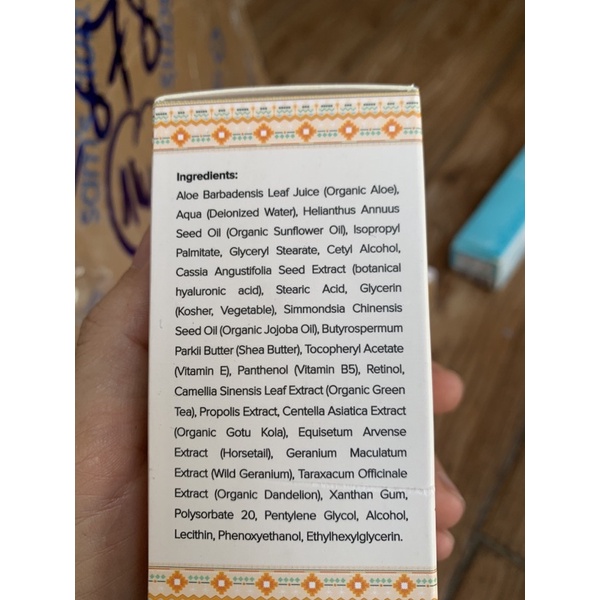 Ingredients:
Aloe Barbadensis Leaf Juice (Organic Aloe),
Aqua (Deionized Water), Helianthus Annuus
Seed Oil (Organic Sunflower Oil), Isopropyl
Palmitate, Glyceryl Stearate, Cetyl Alcohol,
Cassia Angustifolia Seed Extract (botanical
hyaluronic acid), Stearic Acid, Glycerin
(Kosher, Vegetable), Simmondsia Chinensis
Seed Oil (Organic Jojoba Oil), Butyrospermum
Parkii Butter (Shea Butter), Tocopheryl Acetate
(Vitamin E), Panthenol (Vitamin B5), Retinol,
Camellia Sinensis Leaf Extract (Organic Green
Tea), Propolis Extract, Centella Asiatica Extract
(Organic Gotu Kola), Equisetum Arvense
Extract (Horsetail), Geranium Maculatum
Extract (Wild Geranium), Taraxacum Officinale
Extract (Organic Dandelion), Xanthan Gum,
Polysorbate 20, Pentylene Glycol, Alcohol,
Lecithin, Phenoxyethanol, Ethylhexylglycerin.